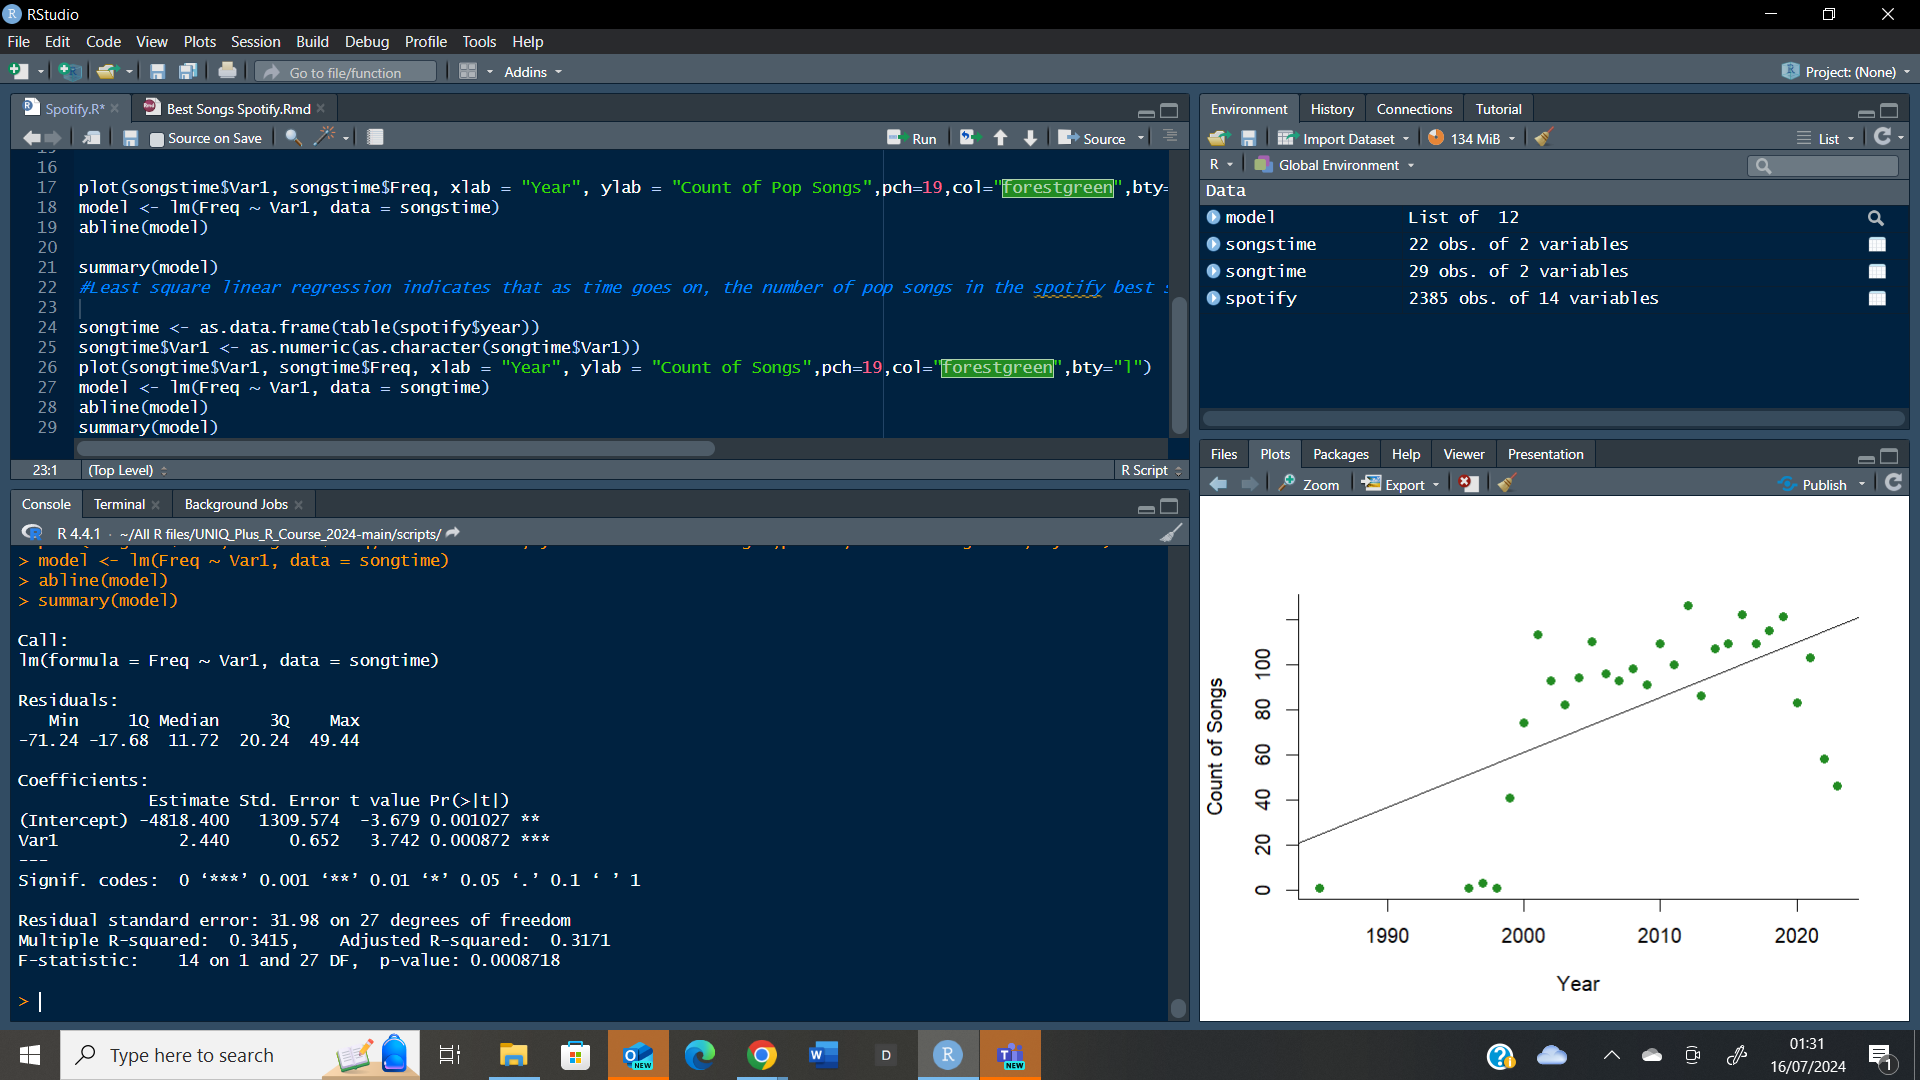 RStudio
File Edit Code View Plots Session Build Debug Profile Tools Help
Go to file/function Addins Project: (None)
Spotify.R* Best Songs Spotify.Rmd
Source on Save Run Source
16
17 plot(songstime$Var1, songstime$Freq, xlab = "Year", ylab = "Count of Pop Songs",pch=19,col="forestgreen",bty=
18 model <- lm(Freq ~ Var1, data = songstime)
19 abline(model)
20
21 summary(model)
22 #Least square linear regression indicates that as time goes on, the number of pop songs in the spotify best
23
24 songtime <- as.data.frame(table(spotify$year))
25 songtime$Var1 <- as.numeric(as.character(songtime$Var1))
26 plot(songtime$Var1, songtime$Freq, xlab = "Year", ylab = "Count of Songs",pch=19,col="forestgreen",bty="l")
27 model <- lm(Freq ~ Var1, data = songtime)
28 abline(model)
29 summary(model)
23:1 (Top Level) R Script
Console Terminal Background Jobs
R 4.4.1 · ~/All R files/UNIQ_Plus_R_Course_2024-main/scripts/
> model <- lm(Freq ~ Var1, data = songtime)
> abline(model)
> summary(model)
Call:
lm(formula = Freq ~ Var1, data = songtime)
Residuals:
Min 1Q Median 3Q Max
-71.24 -17.68 11.72 20.24 49.44
Coefficients:
Estimate Std. Error t value Pr(>|t|)
(Intercept) -4818.400 1309.574 -3.679 0.001027 **
Var1 2.440 0.652 3.742 0.000872 ***
---
Signif. codes: 0 ‘***’ 0.001 ‘**’ 0.01 ‘*’ 0.05 ‘.’ 0.1 ‘ ’ 1
Residual standard error: 31.98 on 27 degrees of freedom
Multiple R-squared: 0.3415, Adjusted R-squared: 0.3171
F-statistic: 14 on 1 and 27 DF, p-value: 0.0008718
>
Environment History Connections Tutorial
Import Dataset 134 MiB List
R Global Environment
Data
model List of 12
songstime 22 obs. of 2 variables
songtime 29 obs. of 2 variables
spotify 2385 obs. of 14 variables
Files Plots Packages Help Viewer Presentation
Zoom Export Publish
Count of Songs
100
80
60
40
20
0
1990 2000 2010 2020
Year
Type here to search
NEW
NEW
D
R
01:31
16/07/2024
1